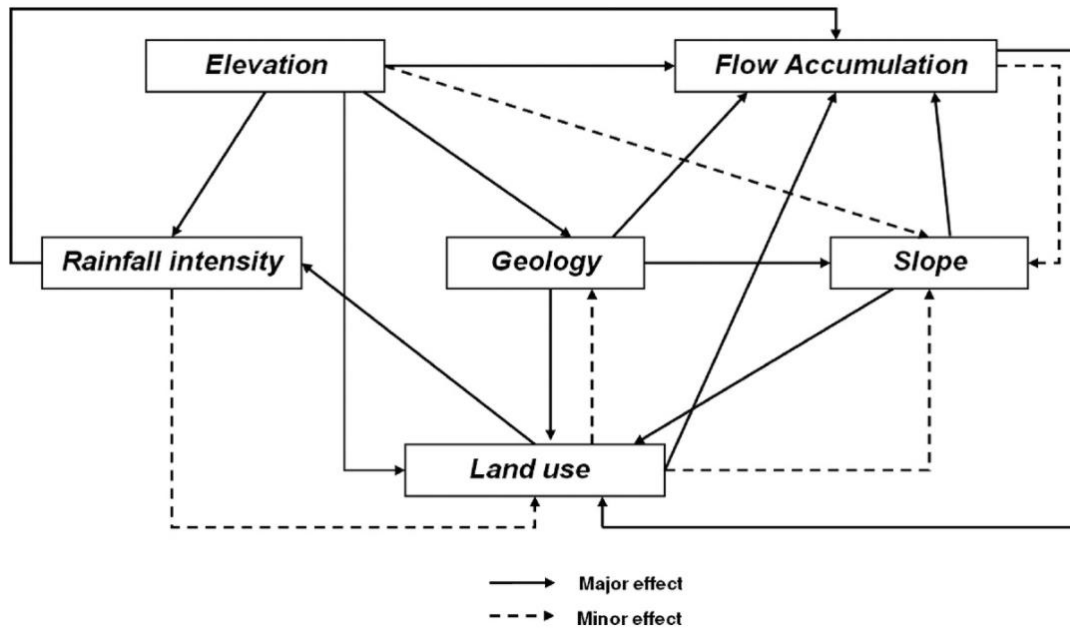 Elevation
Flow Accumulation
Rainfall intensity
Geology
Slope
Land use
Major effect
Minor effect